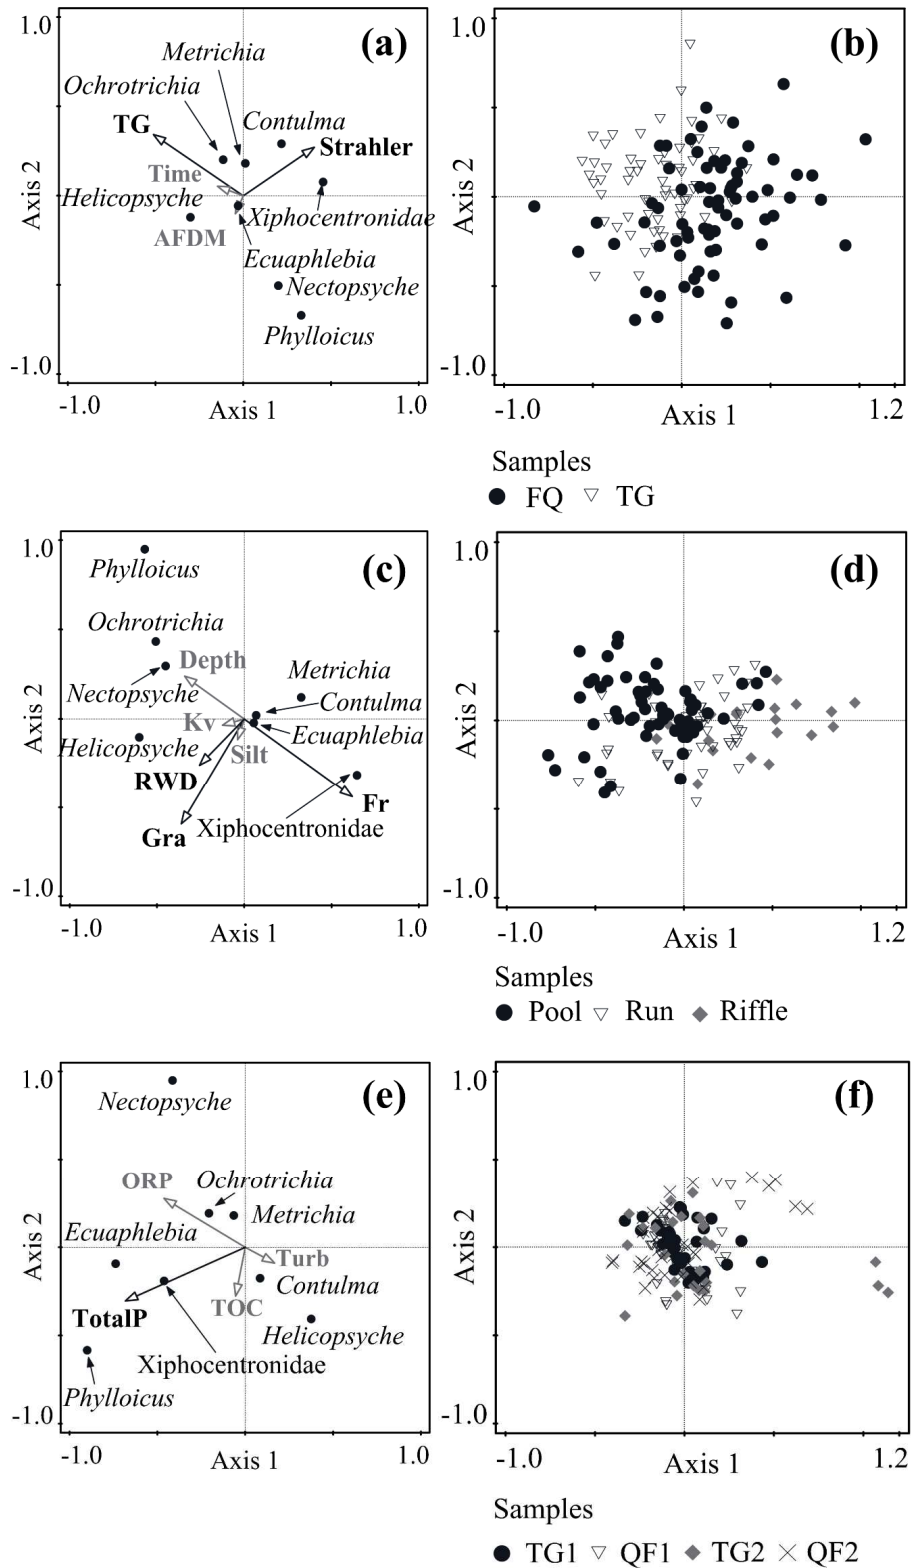 1.0
(a)
Metrichia
Ochrotrichia
TG
Contulma
Strahler
Time
Helicopsyche
Xiphocentronidae
AFDM
Ecuaphlebia
Nectopsyche
Phylloicus
Axis 2
-1.0
-1.0
Axis 1
1.0
1.0
(b)
Axis 2
-1.0
-1.0
Axis 1
1.2
Samples
FQ TG
1.0
(c)
Phylloicus
Ochrotrichia
Depth
Metrichia
Nectopsyche
Contulma
Kv
Ecuaphlebia
Helicopsyche
Silt
RWD
Fr
Xiphocentronidae
Gra
Axis 2
-1.0
-1.0
Axis 1
1.0
1.0
(d)
Axis 2
-1.0
-1.0
Axis 1
1.2
Samples
Pool Run Riffle
1.0
(e)
Nectopsyche
ORP
Ochrotrichia
Metrichia
Ecuaphlebia
Turb
Contulma
TOC
TotalP
Helicopsyche
Xiphocentronidae
Phylloicus
Axis 2
-1.0
-1.0
Axis 1
1.0
1.0
(f)
Axis 2
-1.0
-1.0
Axis 1
1.2
Samples
TG1 QF1 TG2 QF2